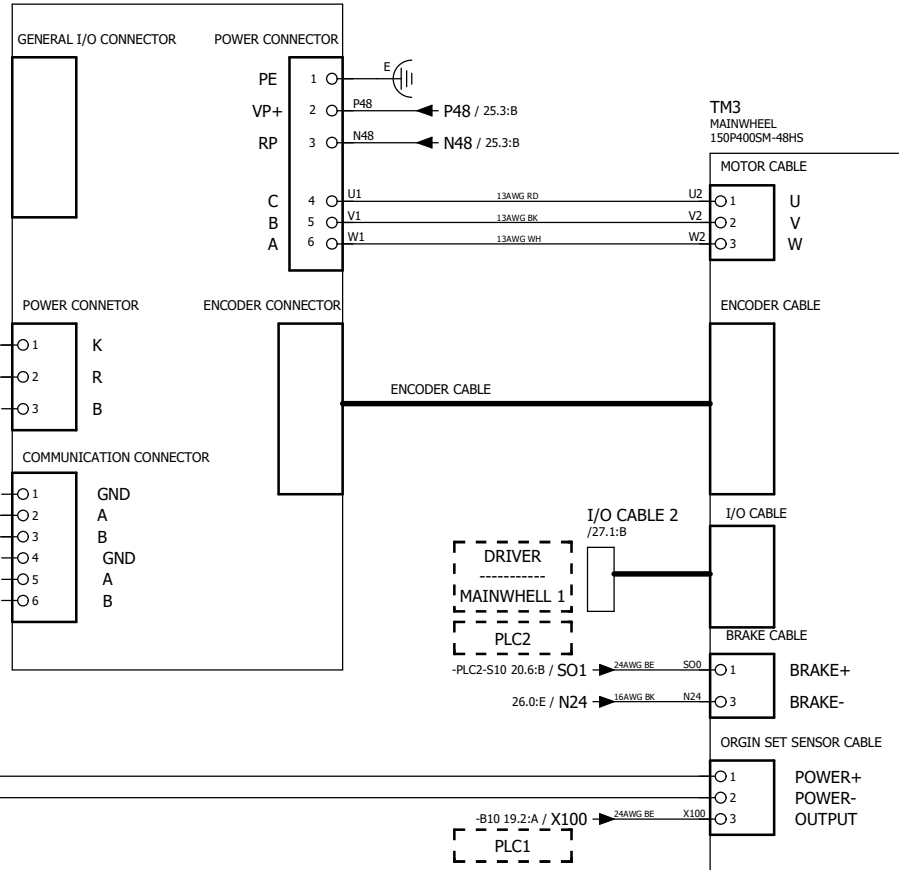 GENERAL I/O CONNECTOR
POWER CONNECTOR
PE 1 E
VP+ 2 P48 P48 / 25.3:B
RP 3 N48 N48 / 25.3:B
TM3
MAINWHEEL
150P400SM-48HS
MOTOR CABLE
C 4 U1 13AWG RD U2 1 U
B 5 V1 13AWG BK V2 2 V
A 6 W1 13AWG WH W2 3 W
POWER CONNETOR
1 K
2 R
3 B
ENCODER CONNECTOR
ENCODER CABLE
ENCODER CABLE
COMMUNICATION CONNECTOR
1 GND
2 A
3 B
4 GND
5 A
6 B
I/O CABLE 2
/27.1:B
I/O CABLE
DRIVER
-----------
MAINWHELL 1
PLC2
BRAKE CABLE
-PLC2-S10 20.6:B / SO1 24AWG BE S00 1 BRAKE+
26.0:E / N24 16AWG BK N24 3 BRAKE-
ORGIN SET SENSOR CABLE
1 POWER+
2 POWER-
-B10 19.2:A / X100 24AWG BE X100 3 OUTPUT
PLC1